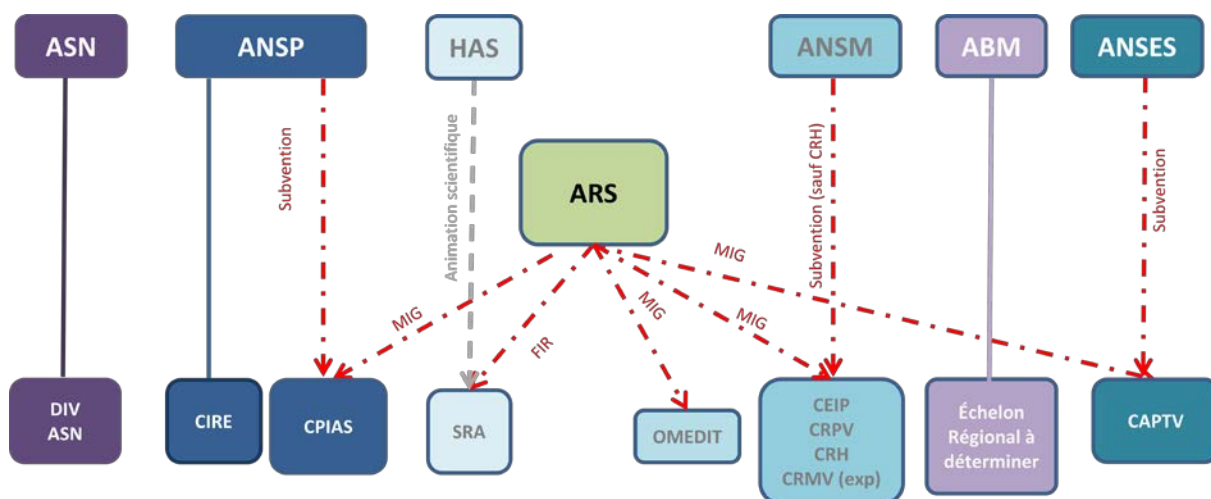 ASN
ANSP
HAS
ANSM
ABM
ANSES
Subvention
Animation scientifique
ARS
Subvention (sauf CRH)
Subvention
MIG
MIG
FIR
MIG
MIG
DIV
ASN
CIRE
CPIAS
SRA
OMEDIT
CEIP
CRPV
CRH
CRMV (exp)
Échelon
Régional à
déterminer
CAPTV